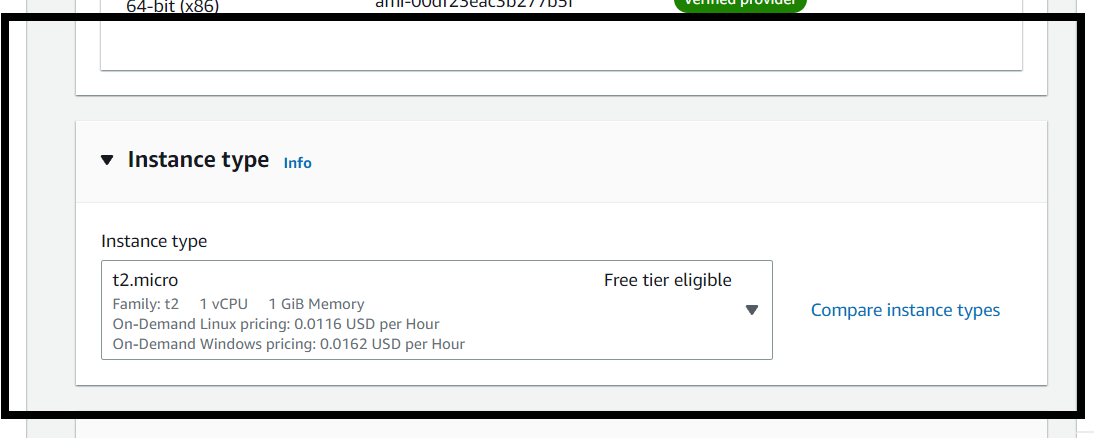 64-bit (x86)
ami-00df23eac3b277b5f
Verified provider
Instance type Info
Instance type
t2.micro Free tier eligible
Family: t2 1 vCPU 1 GiB Memory
On-Demand Linux pricing: 0.0116 USD per Hour
On-Demand Windows pricing: 0.0162 USD per Hour
Compare instance types